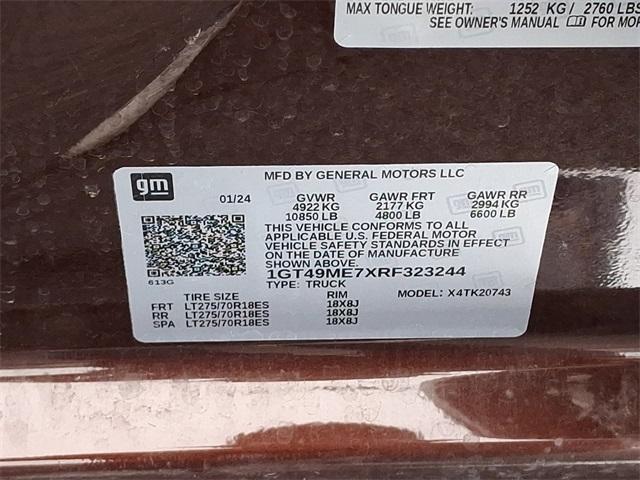 MAX TONGUE WEIGHT: 1252 KG / 2760 LBS
SEE OWNER'S MANUAL FOR MOR
gm
MFD BY GENERAL MOTORS LLC
01/24 GVWR GAWR FRT GAWR RR
4922 KG 2177 KG 2994 KG
10850 LB 4800 LB 6600 LB
THIS VEHICLE CONFORMS TO ALL
APPLICABLE U.S. FEDERAL MOTOR
VEHICLE SAFETY STANDARDS IN EFFECT
ON THE DATE OF MANUFACTURE
SHOWN ABOVE.
613G
1GT49ME7XRF323244
TYPE: TRUCK MODEL: X4TK20743
TIRE SIZE RIM
FRT LT275/70R18ES 18X8J
RR LT275/70R18ES 18X8J
SPA LT275/70R18ES 18X8J